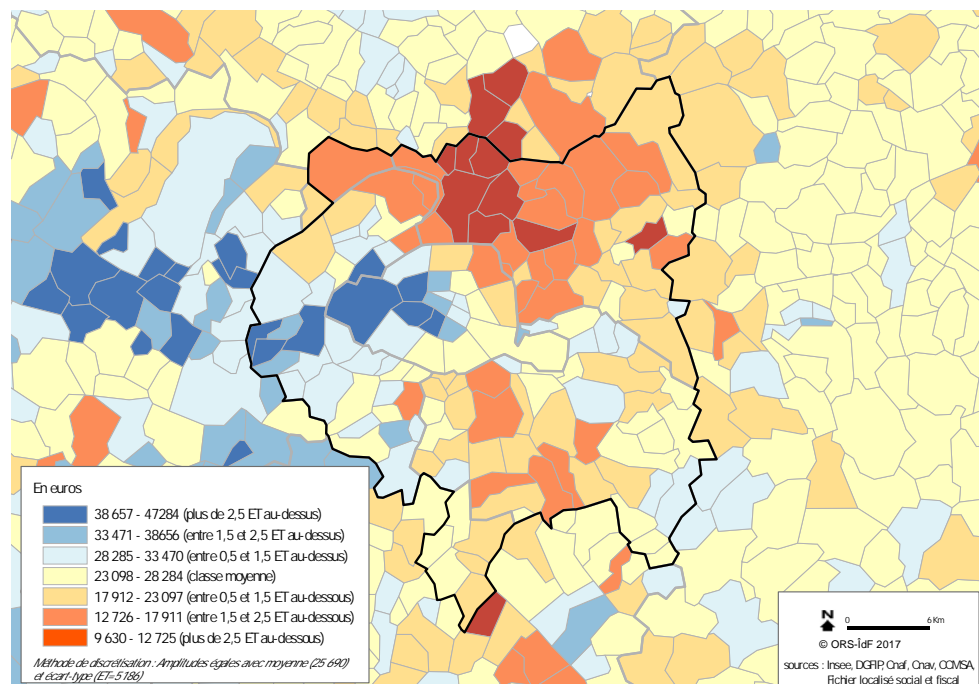 En euros
38 657 - 47284 (plus de 2,5 ET au-dessus)
33 471 - 38656 (entre 1,5 et 2,5 ET au-dessus)
28 285 - 33 470 (entre 0,5 et 1,5 ET au-dessus)
23 098 - 28 284 (classe moyenne)
17 912 - 23 097 (entre 0,5 et 1,5 ET au-dessous)
12 726 - 17 911 (entre 1,5 et 2,5 ET au-dessous)
9 630 - 12 725 (plus de 2,5 ET au-dessous)
Méthode de discrétisation : Amplitudes égales avec moyenne (25 690)
et écart-type (ET=5186)
N
0 6 Km
© ORS-ÎdF 2017
sources : Insee, DGFIP, Cnaf, Cnav, CCMSA,
Fichier localisé social et fiscal